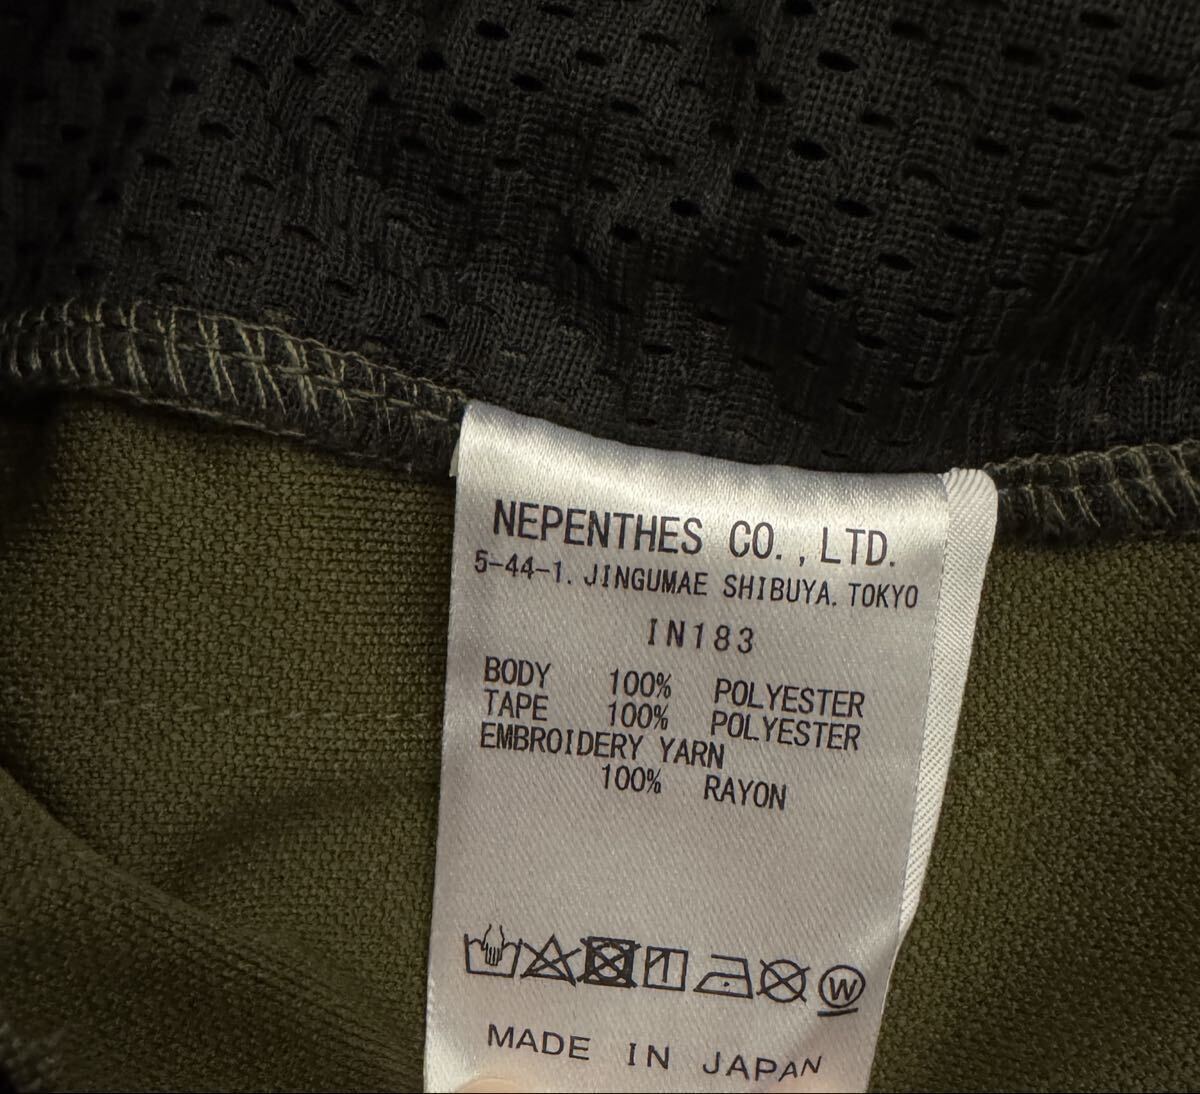 NEPENTHES CO.,LTD.
5-44-1. JINGUMAE SHIBUYA. TOKYO
IN183
BODY 100% POLYESTER
TAPE 100% POLYESTER
EMBROIDERY YARN
100% RAYON
W
MADE IN JAPAN